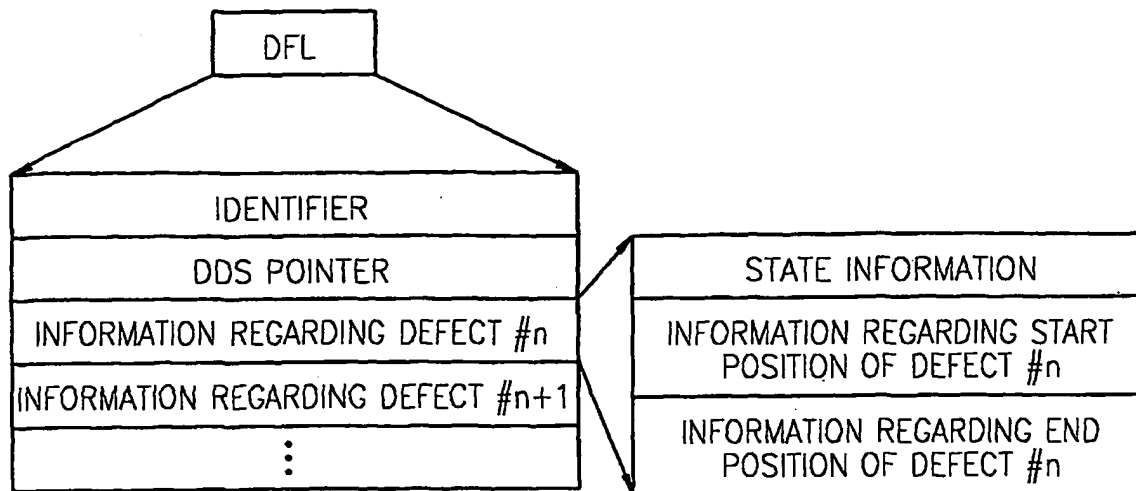 DFL
IDENTIFIER
DDS POINTER
INFORMATION REGARDING DEFECT #n
INFORMATION REGARDING DEFECT #n+1
⋮
STATE INFORMATION
INFORMATION REGARDING START
POSITION OF DEFECT #n
INFORMATION REGARDING END
POSITION OF DEFECT #n